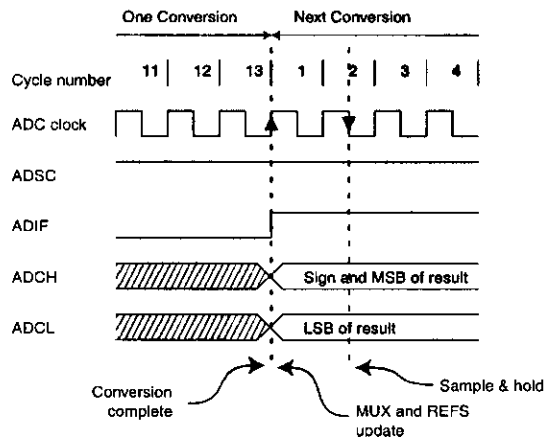 One Conversion Next Conversion
Cycle number 11 12 13 1 2 3 4
ADC clock
ADSC
ADIF
ADCH Sign and MSB of result
ADCL LSB of result
Conversion complete
MUX and REFS update
Sample & hold